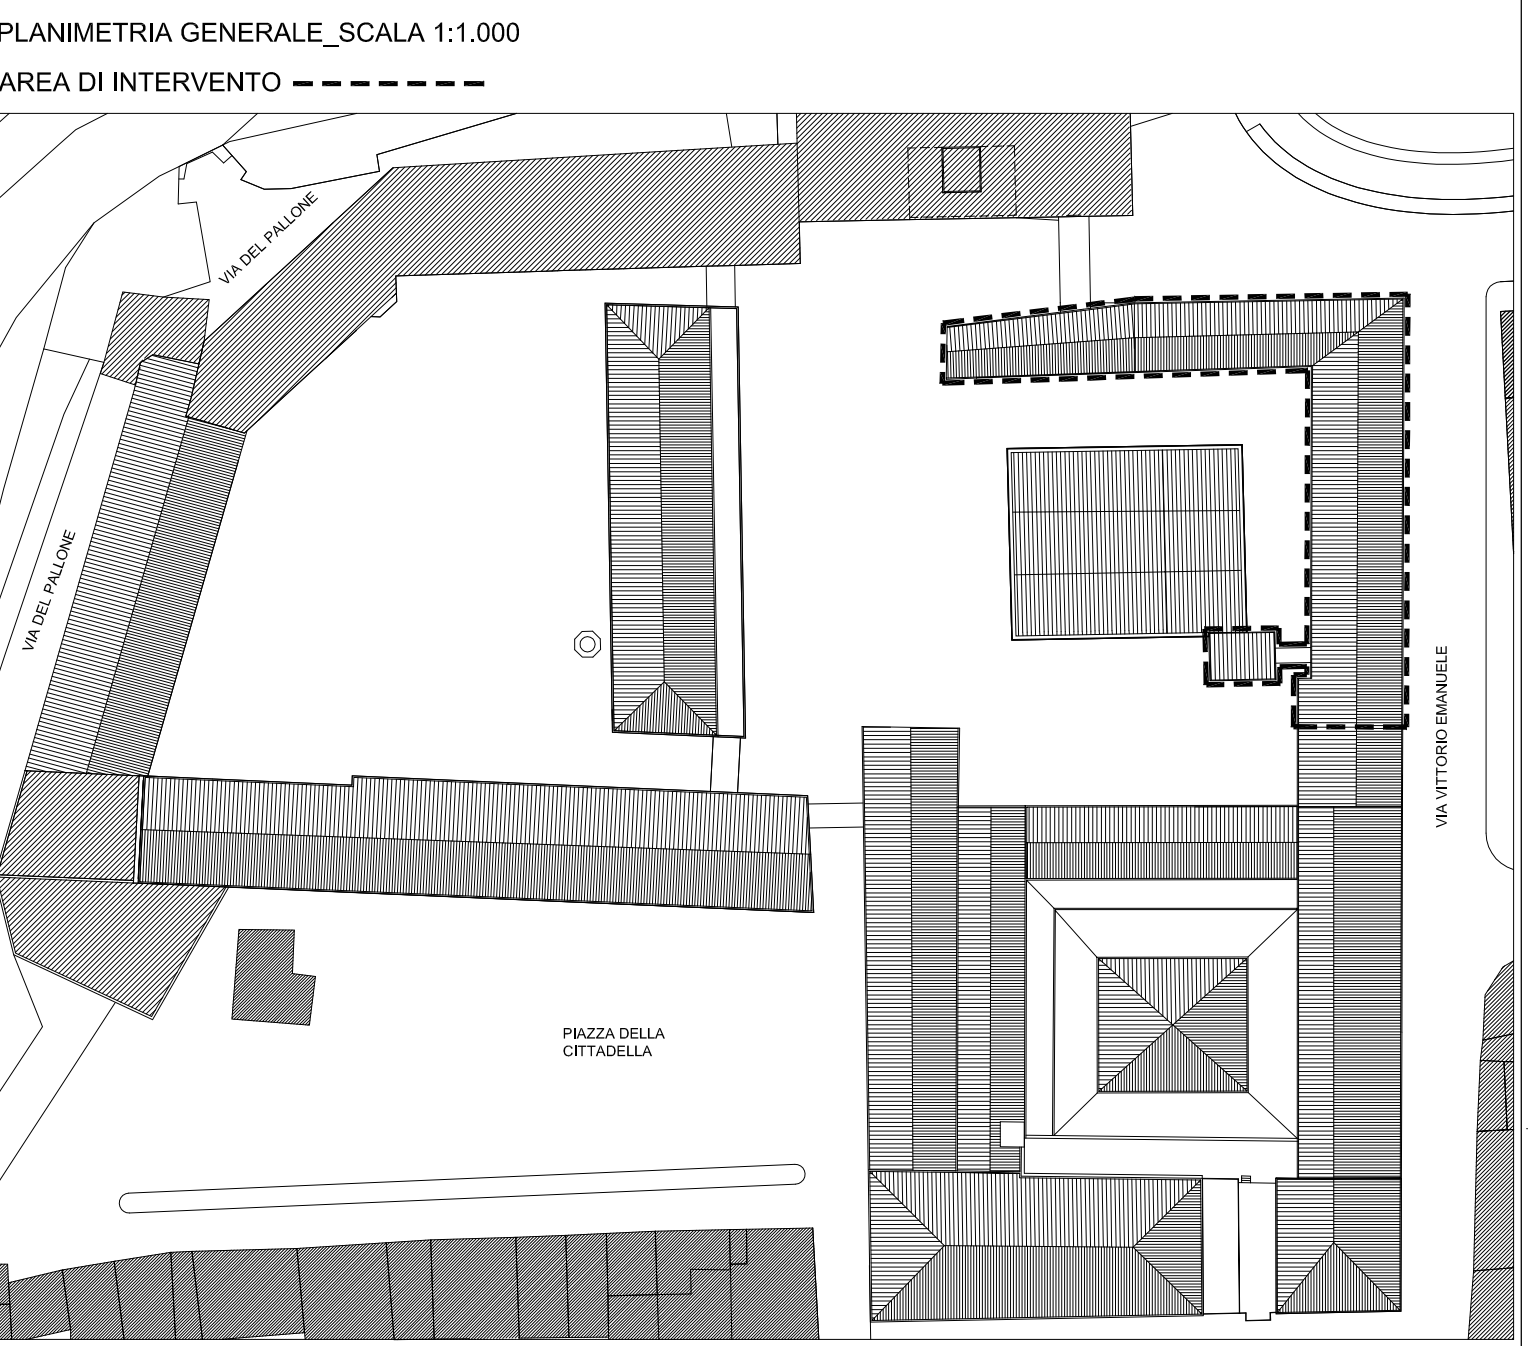 PLANIMETRIA GENERALE_SCALA 1:1.000
AREA DI INTERVENTO
VIA DEL PALLONE
VIA DEL PALLONE
VIA VITTORIO EMANUELE
PIAZZA DELLA
CITTADELLA